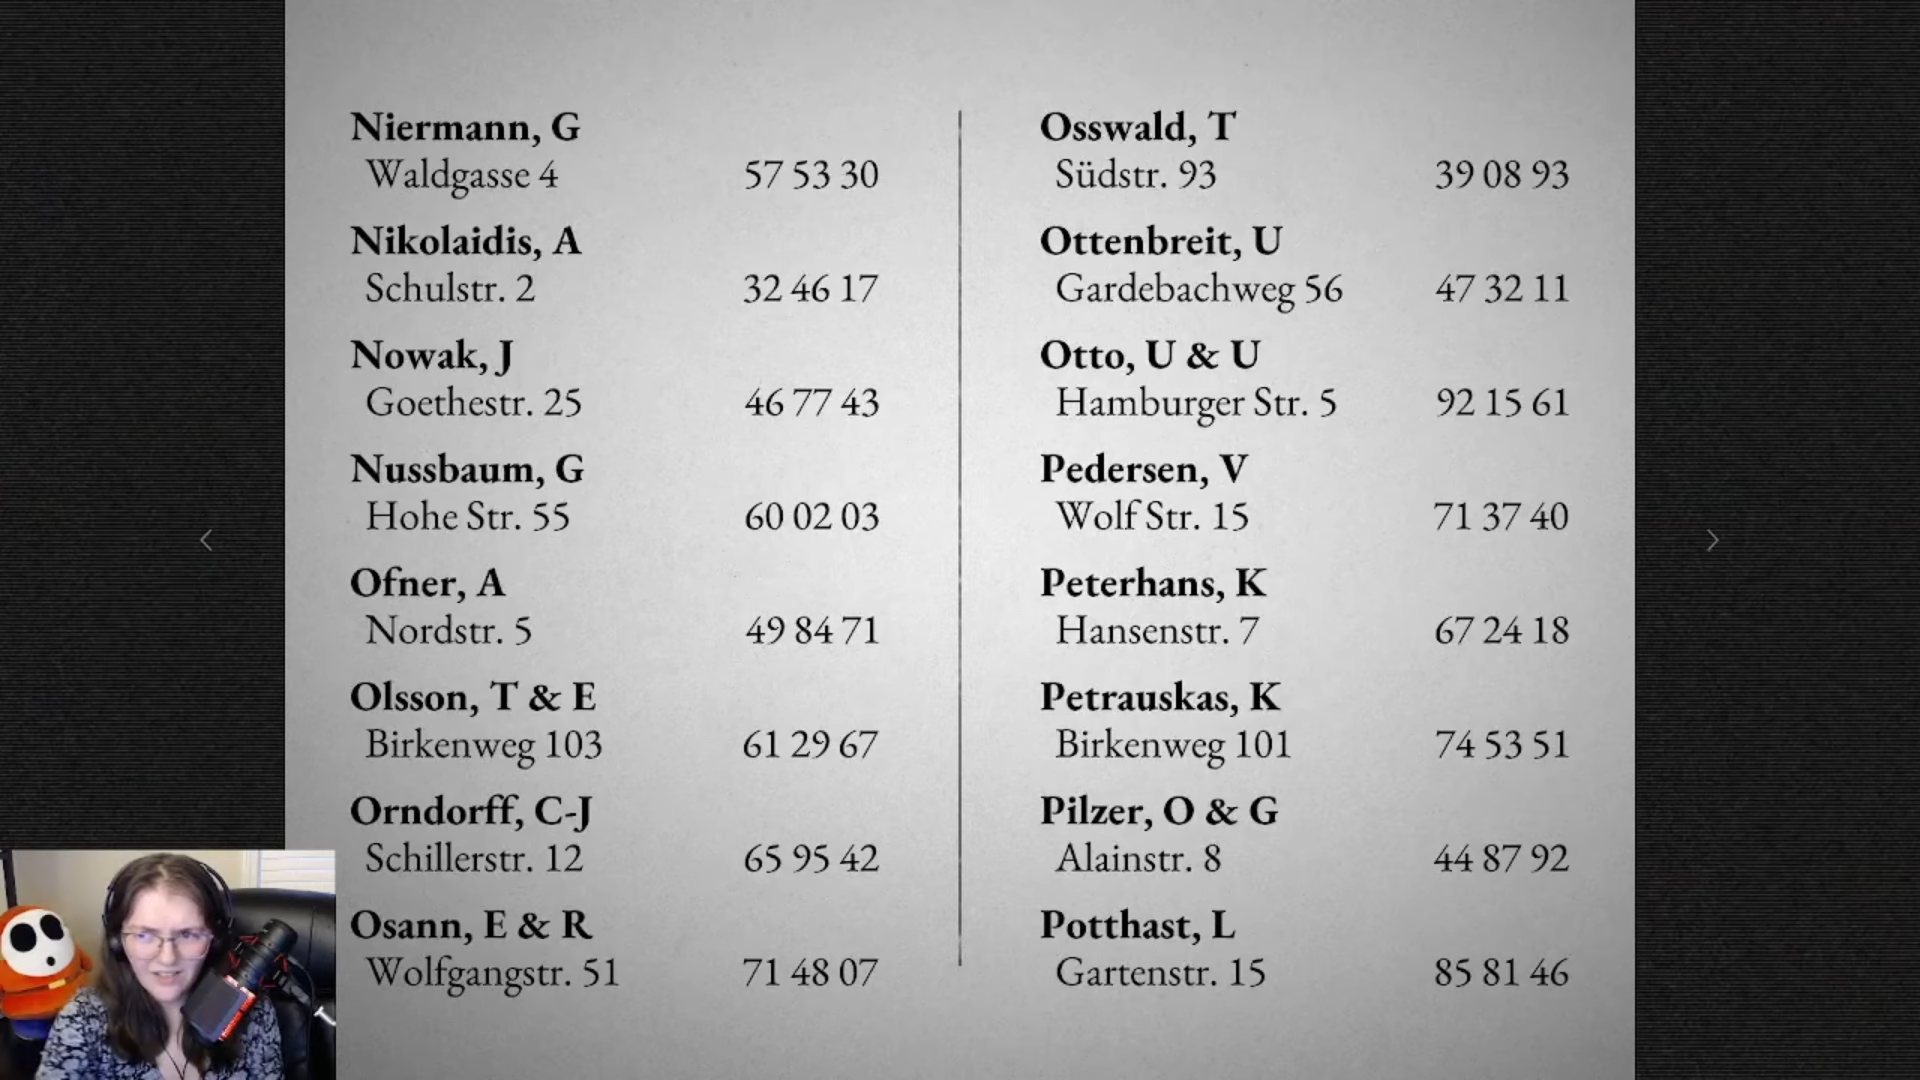 Niermann, G
Waldgasse 4 57 53 30
Nikolaidis, A
Schulstr. 2 32 46 17
Nowak, J
Goethestr. 25 46 77 43
Nussbaum, G
Hohe Str. 55 60 02 03
Ofner, A
Nordstr. 5 49 84 71
Olsson, T & E
Birkenweg 103 61 29 67
Orndorff, C-J
Schillerstr. 12 65 95 42
Osann, E & R
Wolfgangstr. 51 71 48 07
Osswald, T
Südstr. 93 39 08 93
Ottenbreit, U
Gardebachweg 56 47 32 11
Otto, U & U
Hamburger Str. 5 92 15 61
Pedersen, V
Wolf Str. 15 71 37 40
Peterhans, K
Hansenstr. 7 67 24 18
Petrauskas, K
Birkenweg 101 74 53 51
Pilzer, O & G
Alainstr. 8 44 87 92
Potthast, L
Gartenstr. 15 85 81 46